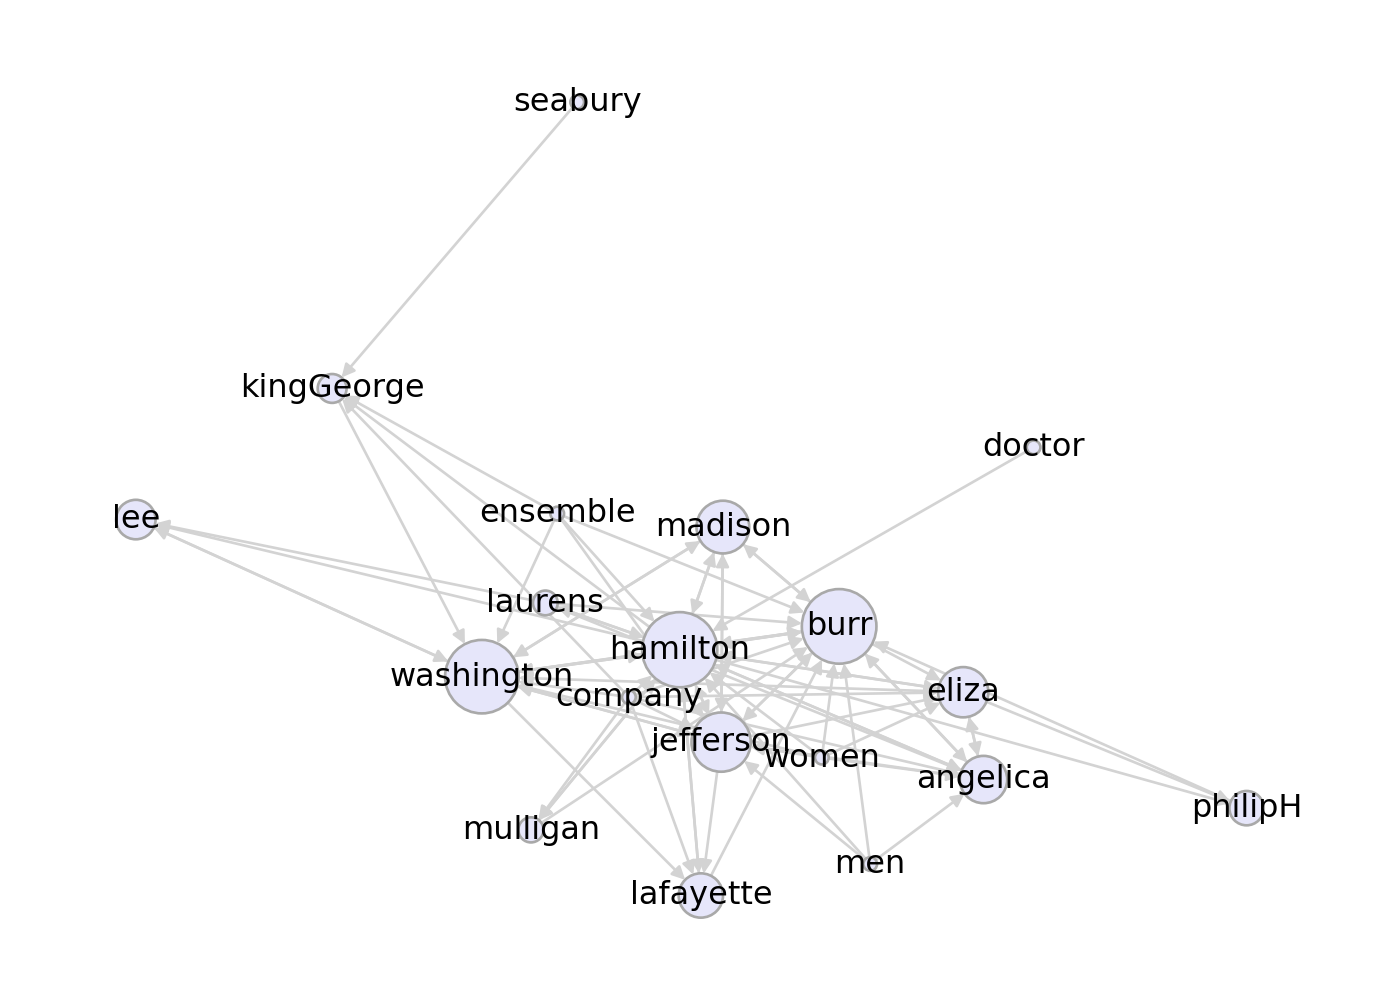 seabury
kingGeorge
doctor
ensemble
lee
madison
laurens
burr
hamilton
washington
eliza
company
jefferson
women
angelica
philipH
mulligan
men
lafayette